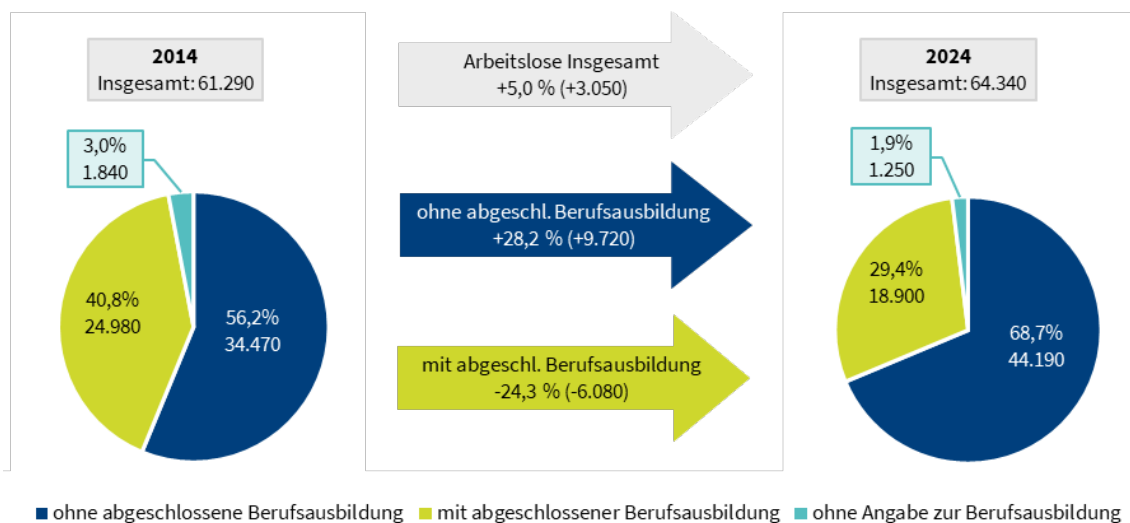 2014
Insgesamt: 61.290
3,0%
1.840
40,8%
24.980
56,2%
34.470
Arbeitslose Insgesamt
+5,0 % (+3.050)
ohne abgeschl. Berufsausbildung
+28,2 % (+9.720)
mit abgeschl. Berufsausbildung
-24,3 % (-6.080)
2024
Insgesamt: 64.340
1,9%
1.250
29,4%
18.900
68,7%
44.190
ohne abgeschlossene Berufsausbildung mit abgeschlossener Berufsausbildung ohne Angabe zur Berufsausbildung